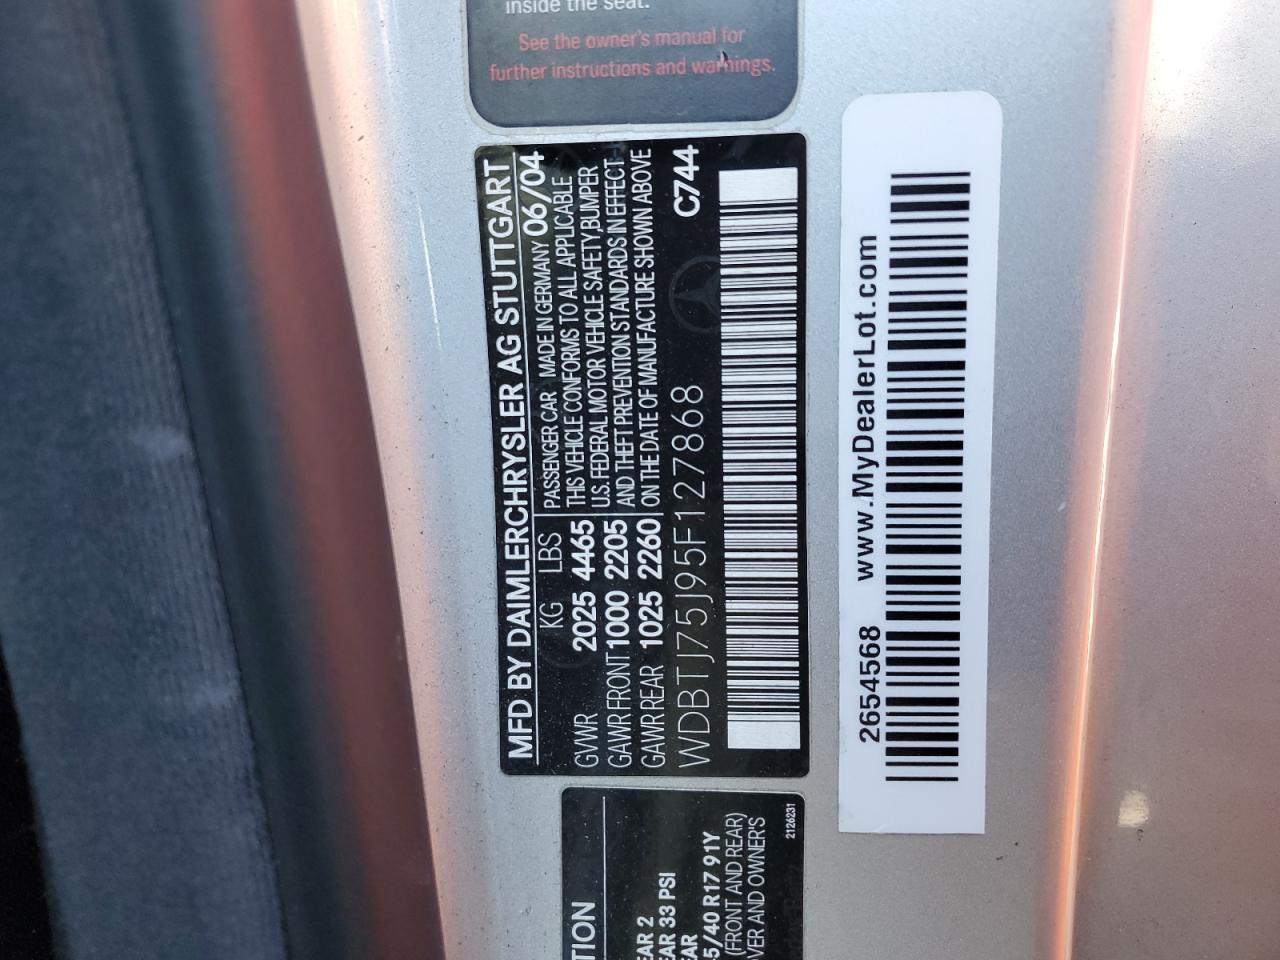 inside the seat.
See the owner's manual for
further instructions and warnings.
MFD BY DAIMLERCHRYSLER AG STUTTGART
KG LBS PASSENGER CAR MADE IN GERMANY 06/04
GVWR 2025 4465 THIS VEHICLE CONFORMS TO ALL APPLICABLE
GAWR FRONT 1000 2205 U.S. FEDERAL MOTOR VEHICLE SAFETY,BUMPER
AND THEFT PREVENTION STANDARDS IN EFFECT
GAWR REAR 1025 2260 ON THE DATE OF MANUFACTURE SHOWN ABOVE
WDBTJ75J95F127868 C744
2654568 www.MyDealerLot.com
TION
EAR 2
EAR 33 PSI
EAR
5/40 R17 91Y
(FRONT AND REAR)
VER AND OWNER'S
2126231